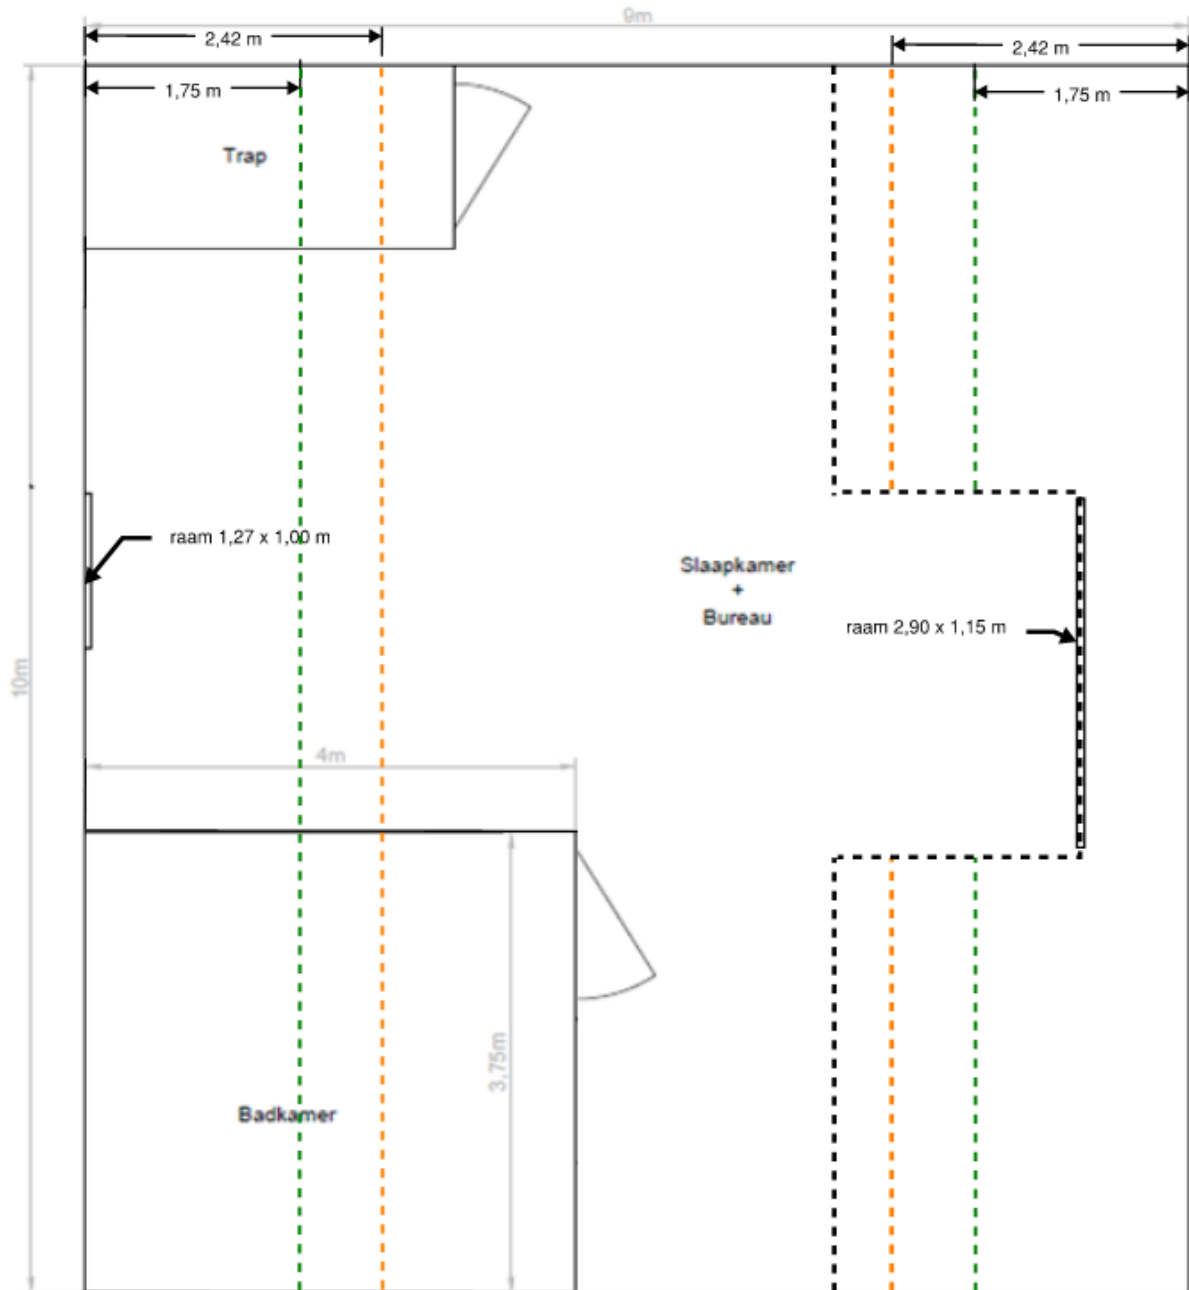 9m
2,42 m
2,42 m
1,75 m
1,75 m
Trap
raam 1,27 x 1,00 m
Slaapkamer
+
Bureau
raam 2,90 x 1,15 m
10m
4m
3,75m
Badkamer